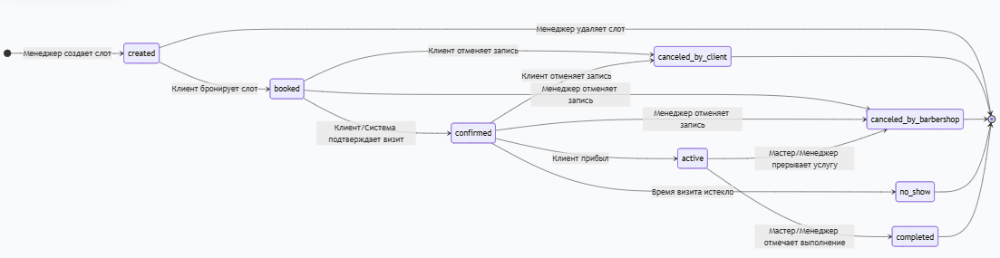 Менеджер удаляет слот
Менеджер создает слот
created
Клиент отменяет запись
canceled_by_client
Клиент отменяет запись
Клиент бронирует слот
booked
Менеджер отменяет
запись
Менеджер отменяет
запись
canceled_by_barbershop
Клиент/Система
подтверждает визит
confirmed
Клиент прибыл
active
Мастер/Менеджер
прерывает услугу
Время визита истекло
no_show
Мастер/Менеджер
отмечает выполнение
completed